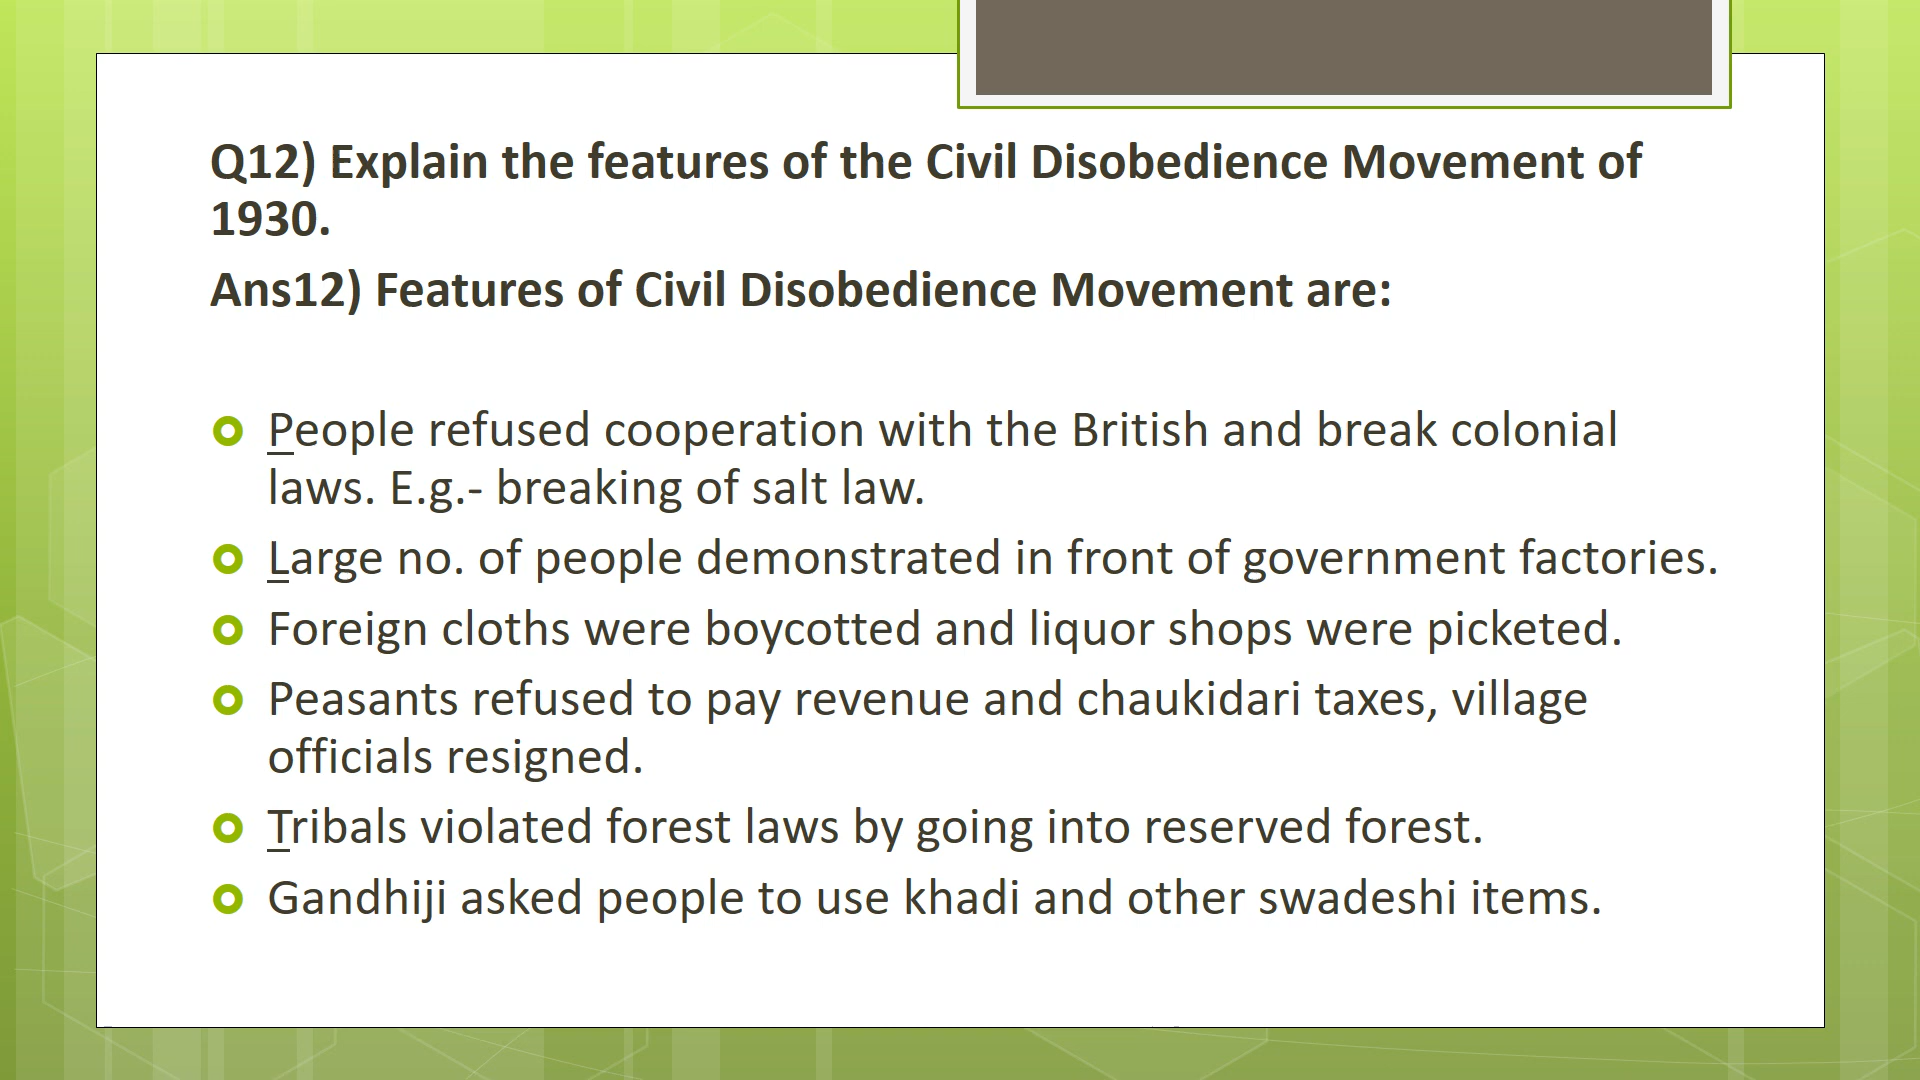 Q12) Explain the features of the Civil Disobedience Movement of
1930.
Ans12) Features of Civil Disobedience Movement are:
People refused cooperation with the British and break colonial
laws. E.g.- breaking of salt law.
Large no. of people demonstrated in front of government factories.
Foreign cloths were boycotted and liquor shops were picketed.
Peasants refused to pay revenue and chaukidari taxes, village
officials resigned.
Tribals violated forest laws by going into reserved forest.
Gandhiji asked people to use khadi and other swadeshi items.